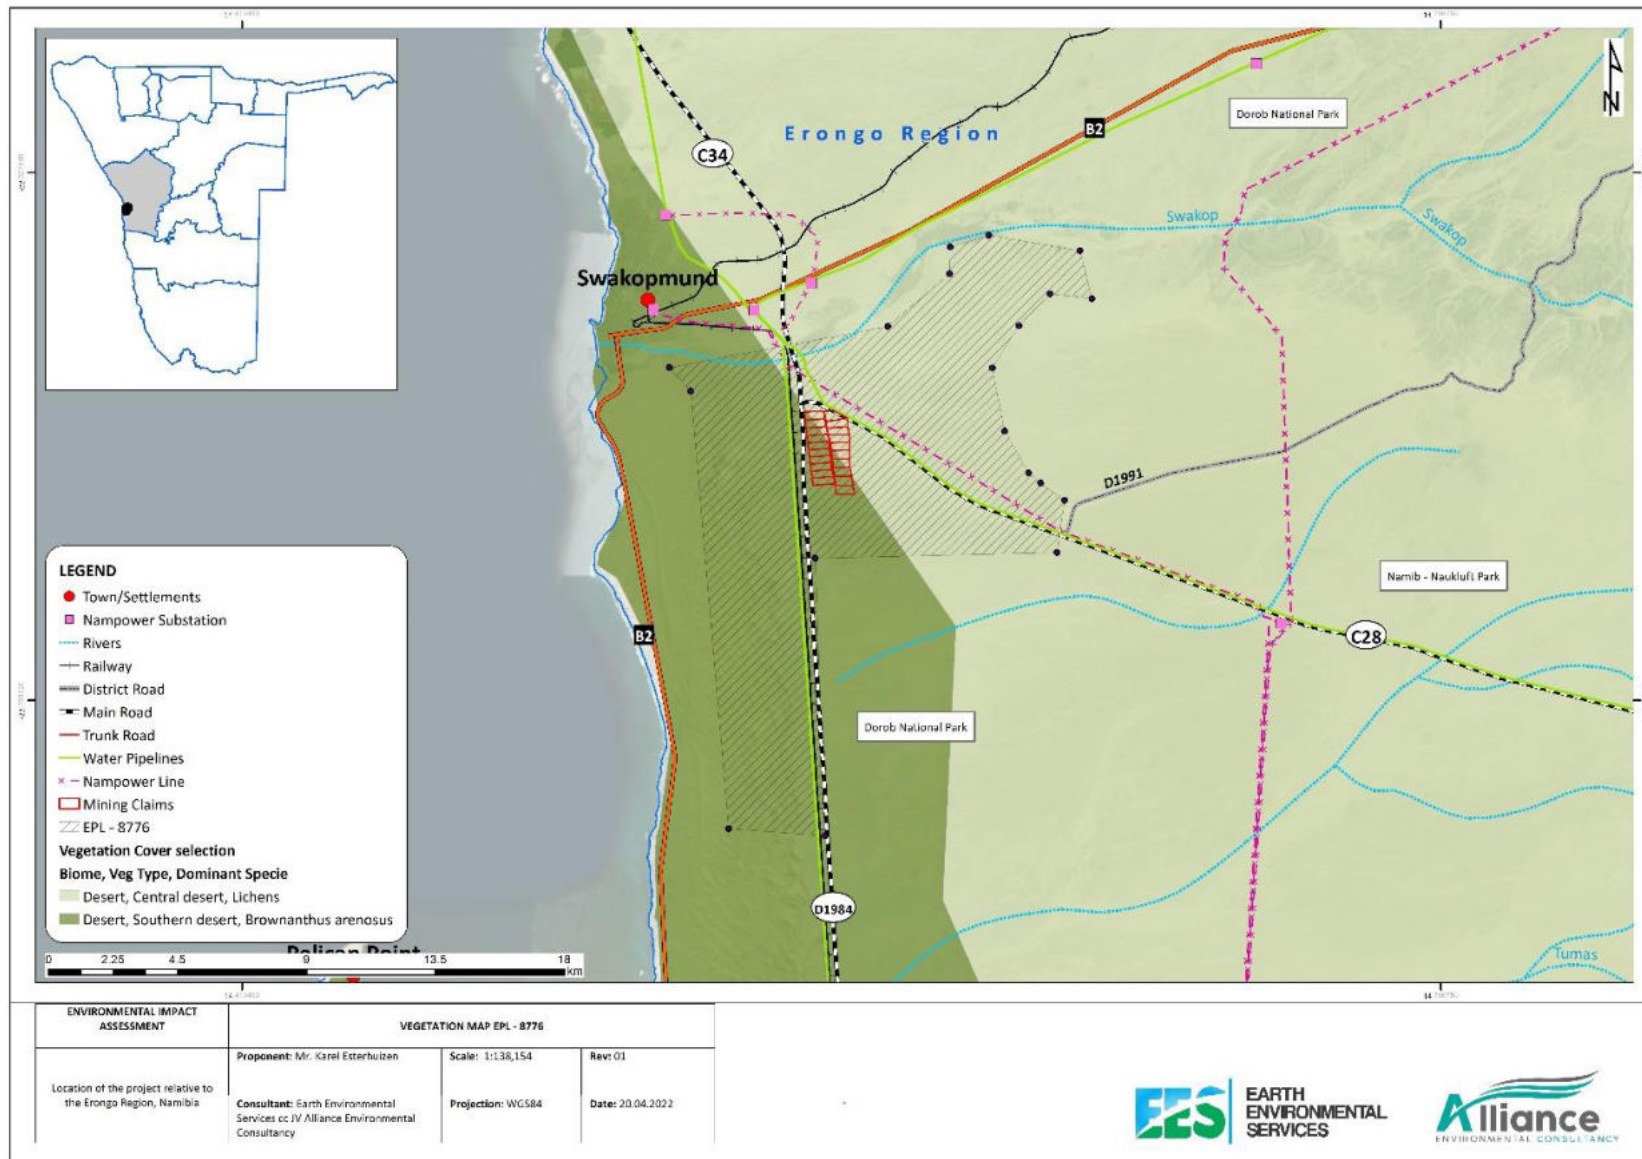 Erongo Region
Dorob National Park
B2
C34
Swakop
Swakop
Swakopmund
D1991
Namib - Naukluft Park
B2
C28
Dorob National Park
D1984
Tumas
Pelican Point
LEGEND
Town/Settlements
Nampower Substation
Rivers
Railway
District Road
Main Road
Trunk Road
Water Pipelines
Nampower Line
Mining Claims
EPL - 8776
Vegetation Cover selection
Biome, Veg Type, Dominant Specie
Desert, Central desert, Lichens
Desert, Southern desert, Brownanthus arenosus
0 2.25 4.5 9 13.5 18
km
N
ENVIRONMENTAL IMPACT
ASSESSMENT
VEGETATION MAP EPL - 8776
Location of the project relative to
the Erongo Region, Namibia
Proponent: Mr. Karel Esterhuizen
Scale: 1:138,154
Rev: 01
Consultant: Earth Environmental
Services cc JV Alliance Environmental
Consultancy
Projection: WGS84
Date: 20.04.2022
EES
EARTH
ENVIRONMENTAL
SERVICES
Alliance
ENVIRONMENTAL CONSULTANCY